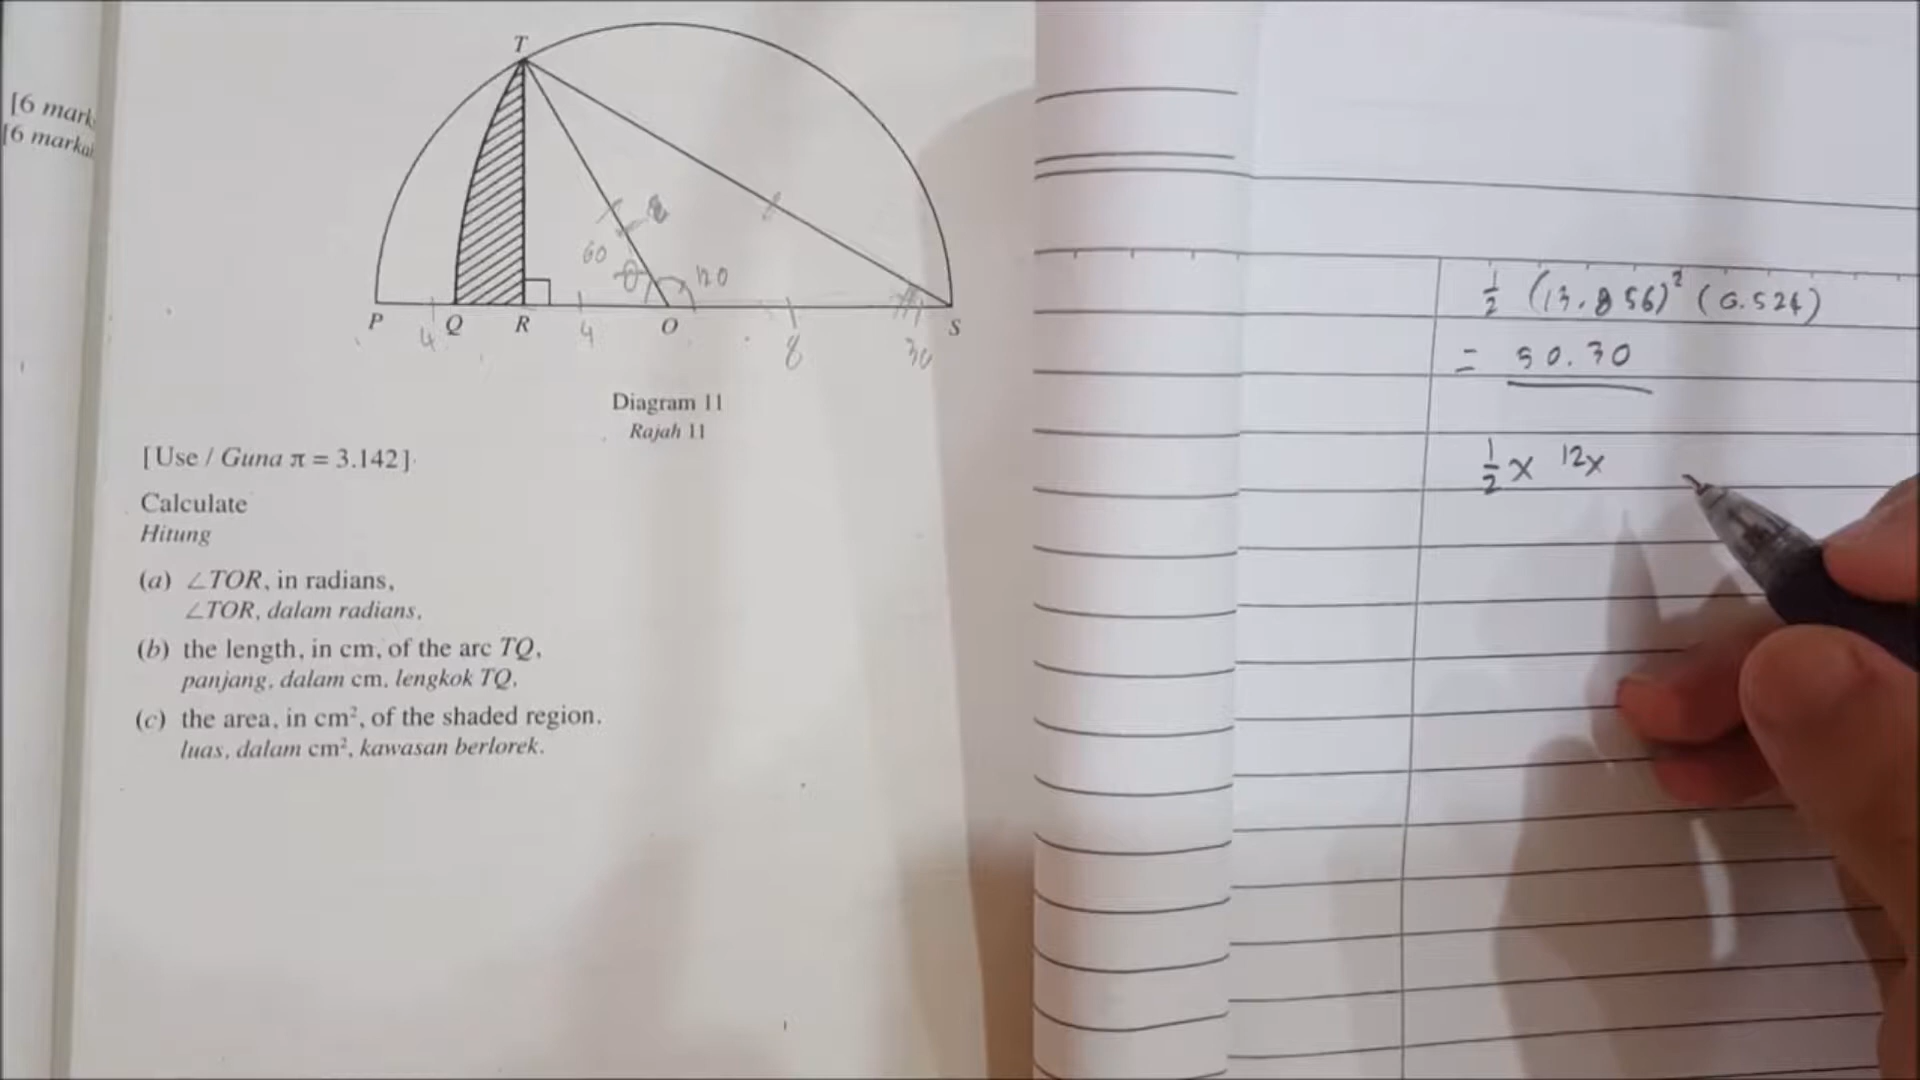 [6 mark
[6 markai
T
60
θ
120
P
Q
R
O
S
4
4
8
30
Diagram 11
Rajah 11
[Use / Guna π = 3.142]
Calculate
Hitung
(a) ∠TOR, in radians,
∠TOR, dalam radians,
(b) the length, in cm, of the arc TQ,
panjang, dalam cm, lengkok TQ,
(c) the area, in cm², of the shaded region.
luas, dalam cm², kawasan berlorek.
1/2 (13.856)² (0.524)
= 50.30
1/2 x 12x